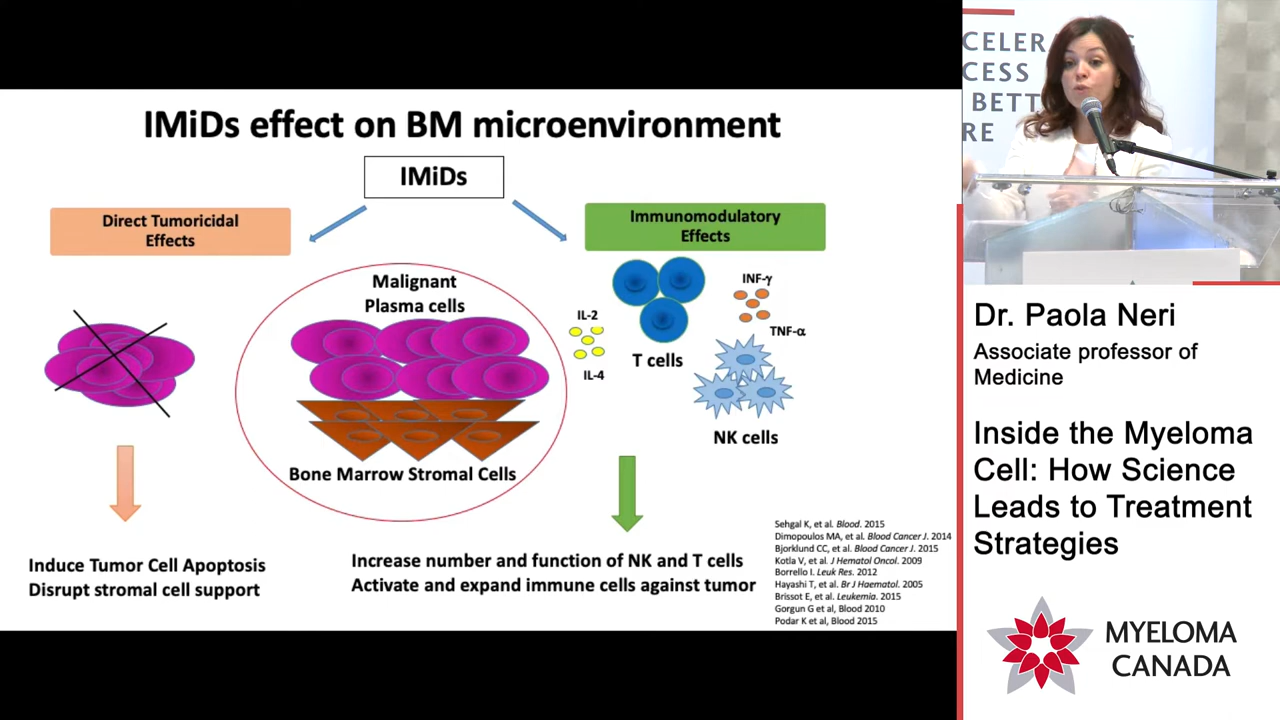 IMiDs effect on BM microenvironment
IMiDs
Direct Tumoricidal
Effects
Immunomodulatory
Effects
Malignant
Plasma cells
IL-2
IL-4
T cells
INF-γ
TNF-α
NK cells
Bone Marrow Stromal Cells
Induce Tumor Cell Apoptosis
Disrupt stromal cell support
Increase number and function of NK and T cells
Activate and expand immune cells against tumor
Sehgal K, et al. Blood. 2015
Dimopoulos MA, et al. Blood Cancer J. 2014
Bjorklund CC, et al. Blood Cancer J. 2015
Kotla V, et al. J Hematol Oncol. 2009
Borrello I. Leuk Res. 2012
Hayashi T, et al. Br J Haematol. 2005
Brissot E, et al. Leukemia. 2015
Gorgun G et al, Blood 2010
Podar K et al, Blood 2015
CELER G
CESS
BETT
RE
Dr. Paola Neri
Associate professor of
Medicine
Inside the Myeloma
Cell: How Science
Leads to Treatment
Strategies
MYELOMA
CANADA